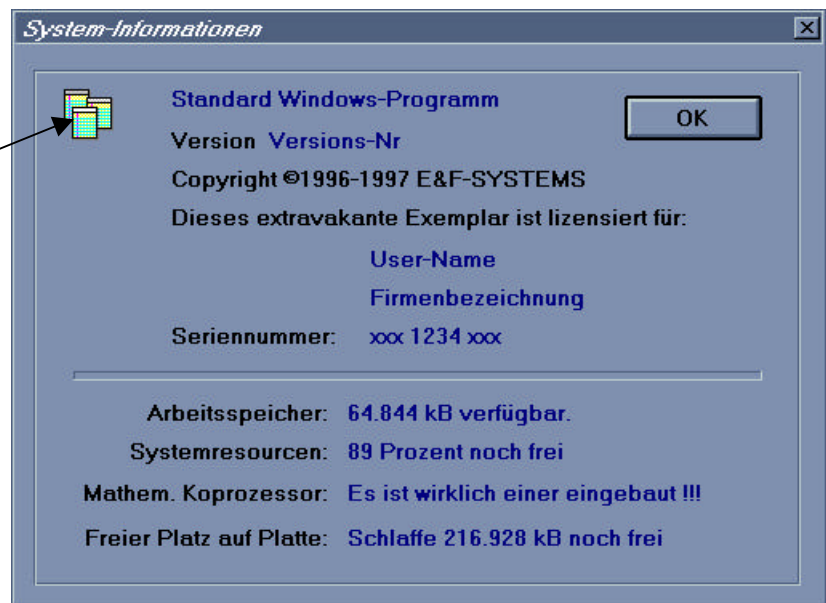 System-Informationen
Standard Windows-Programm
OK
Version Versions-Nr
Copyright ©1996-1997 E&F-SYSTEMS
Dieses extravakante Exemplar ist lizensiert für:
User-Name
Firmenbezeichnung
Seriennummer: xxx 1234 xxx
Arbeitsspeicher: 64.844 kB verfügbar.
Systemresourcen: 89 Prozent noch frei
Mathem. Koprozessor: Es ist wirklich einer eingebaut !!!
Freier Platz auf Platte: Schlaffe 216.928 kB noch frei